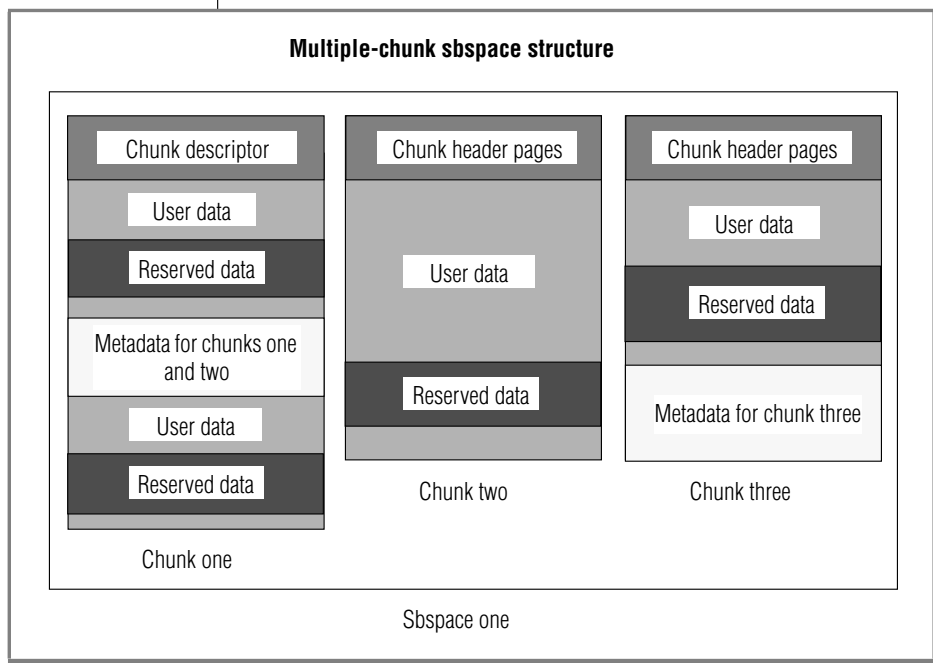 Multiple-chunk sbspace structure
Chunk descriptor
User data
Reserved data
Metadata for chunks one
and two
User data
Reserved data
Chunk one
Chunk header pages
User data
Reserved data
Chunk two
Chunk header pages
User data
Reserved data
Metadata for chunk three
Chunk three
Sbspace one